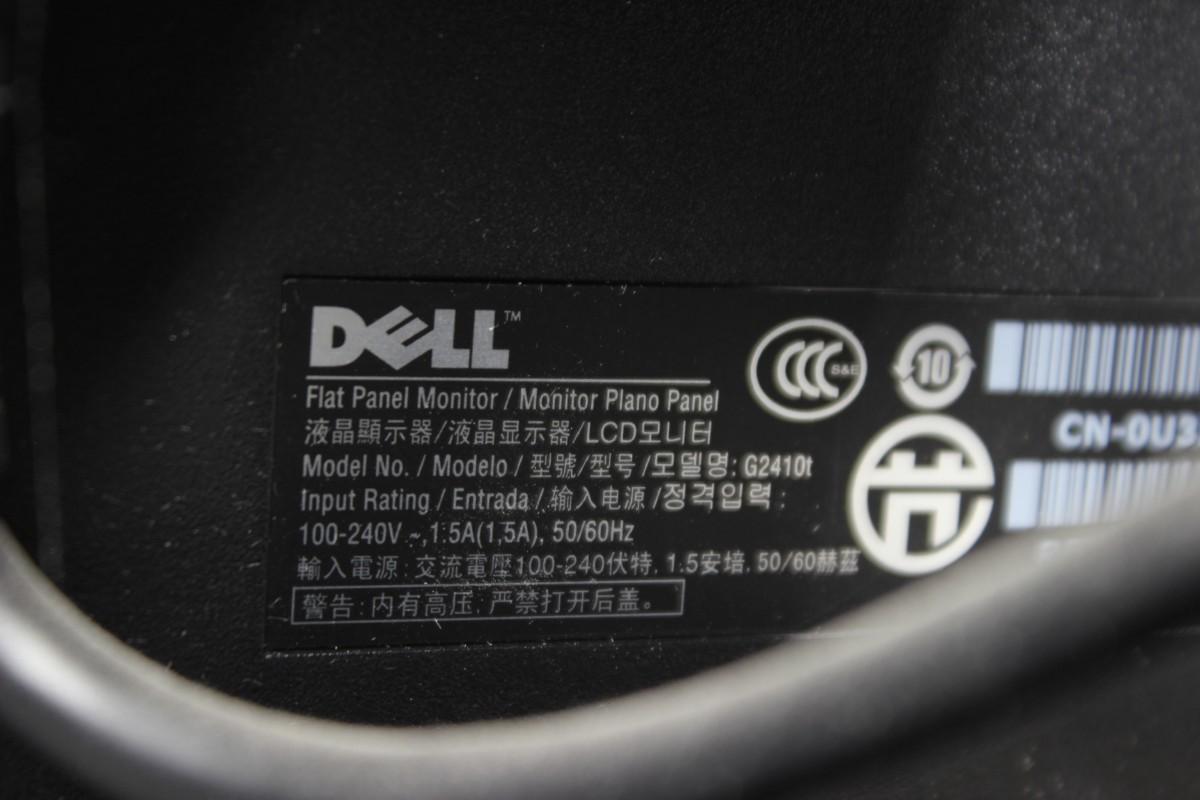 DELL™
Flat Panel Monitor / Monitor Plano Panel
液晶顯示器/液晶显示器/LCD모니터
Model No. / Modelo / 型號/型号 /모델명: G2410t
Input Rating / Entrada / 输入电源 /정격입력 :
100-240V ~,1.5A(1,5A), 50/60Hz
輸入電源: 交流電壓100-240伏特, 1.5安培, 50/60赫茲
警告: 内有高压, 严禁打开后盖。
CCC S&E
10
CN-0U3